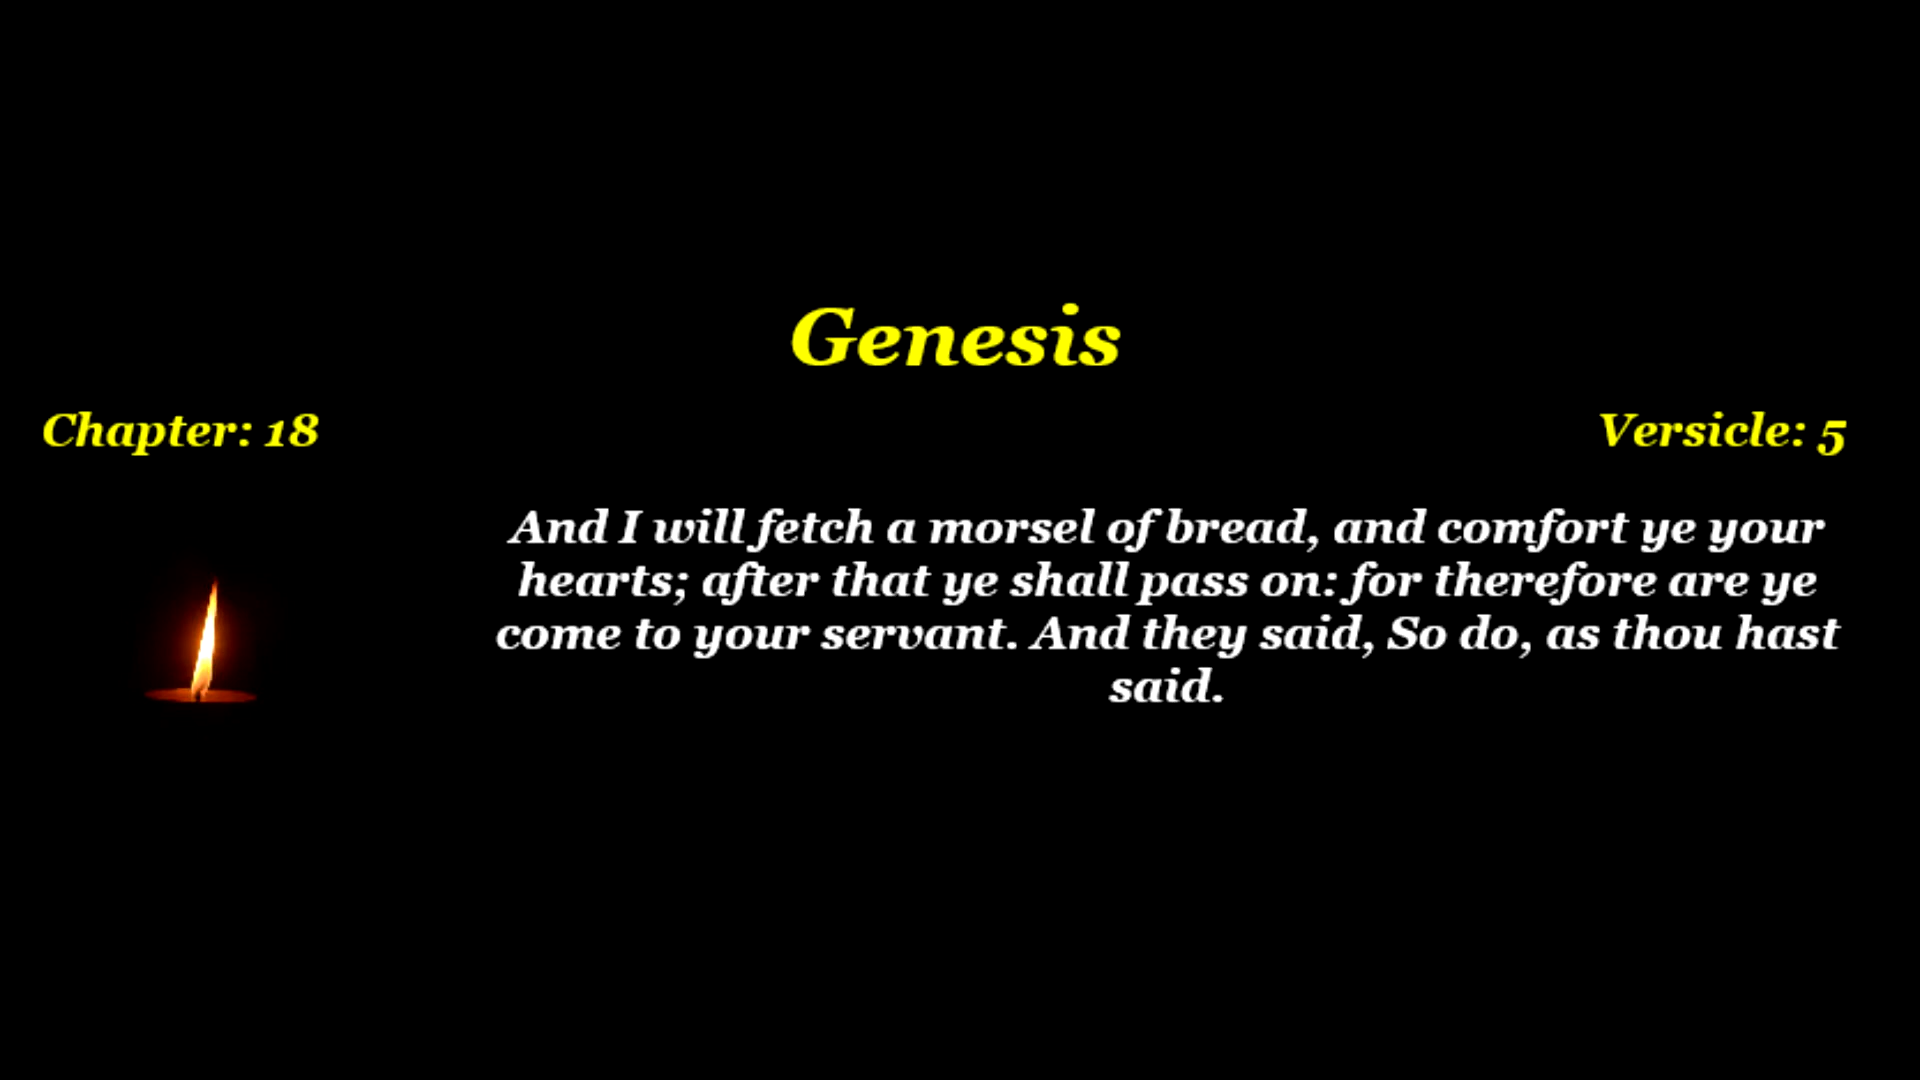 Genesis
Chapter: 18
Versicle: 5
And I will fetch a morsel of bread, and comfort ye your
hearts; after that ye shall pass on: for therefore are ye
come to your servant. And they said, So do, as thou hast
said.